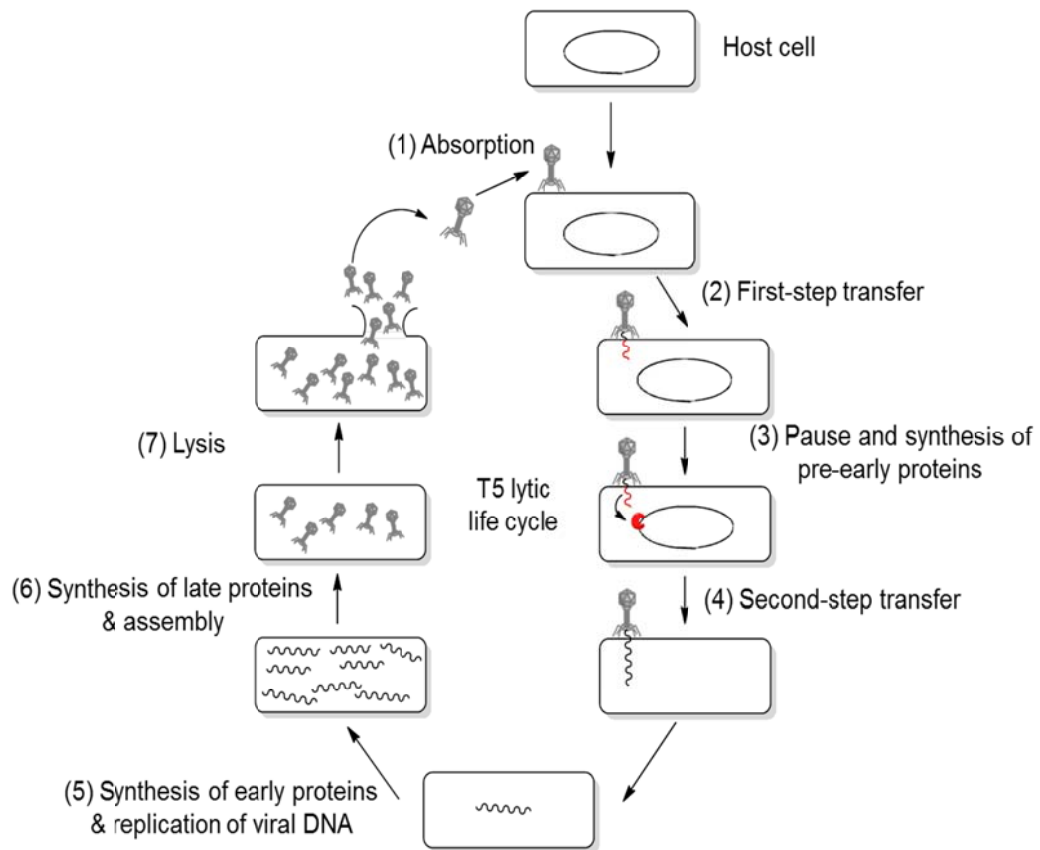 Host cell
(1) Absorption
(2) First-step transfer
(3) Pause and synthesis of
pre-early proteins
T5 lytic
life cycle
(4) Second-step transfer
(5) Synthesis of early proteins
& replication of viral DNA
(6) Synthesis of late proteins
& assembly
(7) Lysis